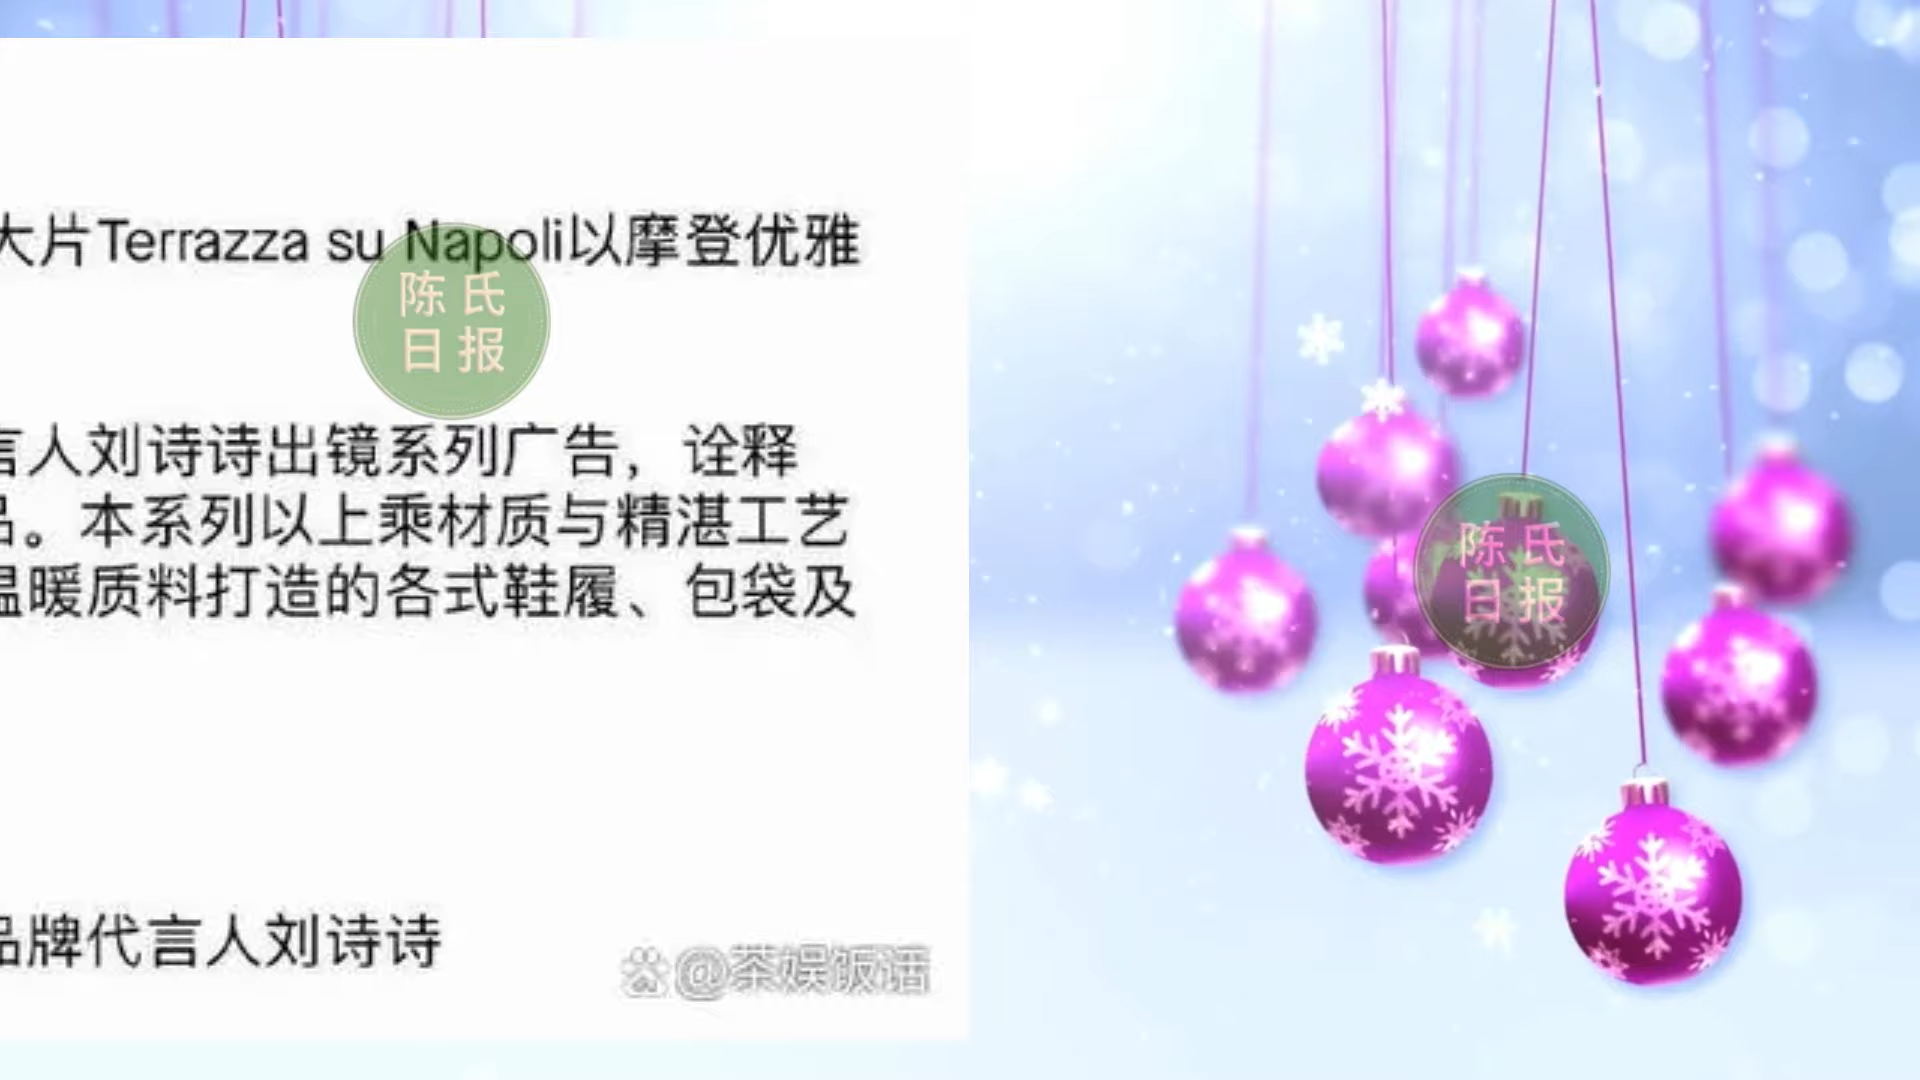 大片Terrazza su Napoli以摩登优雅
陈氏
日报
言人刘诗诗出镜系列广告，诠释
品。本系列以上乘材质与精湛工艺
温暖质料打造的各式鞋履、包袋及
陈氏
日报
品牌代言人刘诗诗
@茶娱饭话